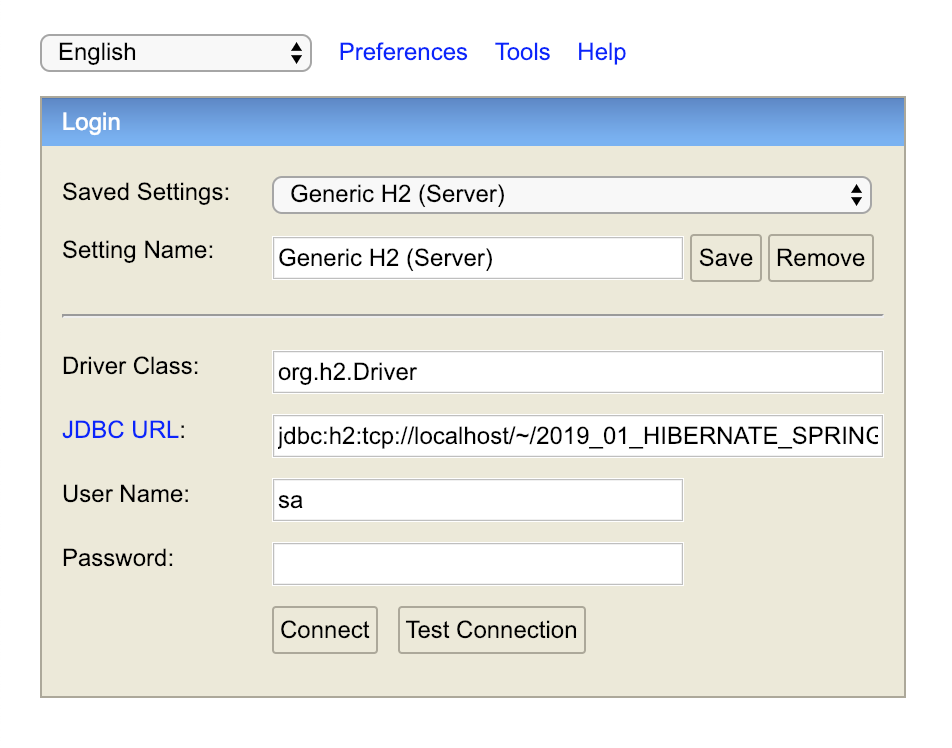 English Preferences Tools Help
Login
Saved Settings: Generic H2 (Server)
Setting Name: Generic H2 (Server) Save Remove
Driver Class: org.h2.Driver
JDBC URL: jdbc:h2:tcp://localhost/~/2019_01_HIBERNATE_SPRING
User Name: sa
Password:
Connect Test Connection